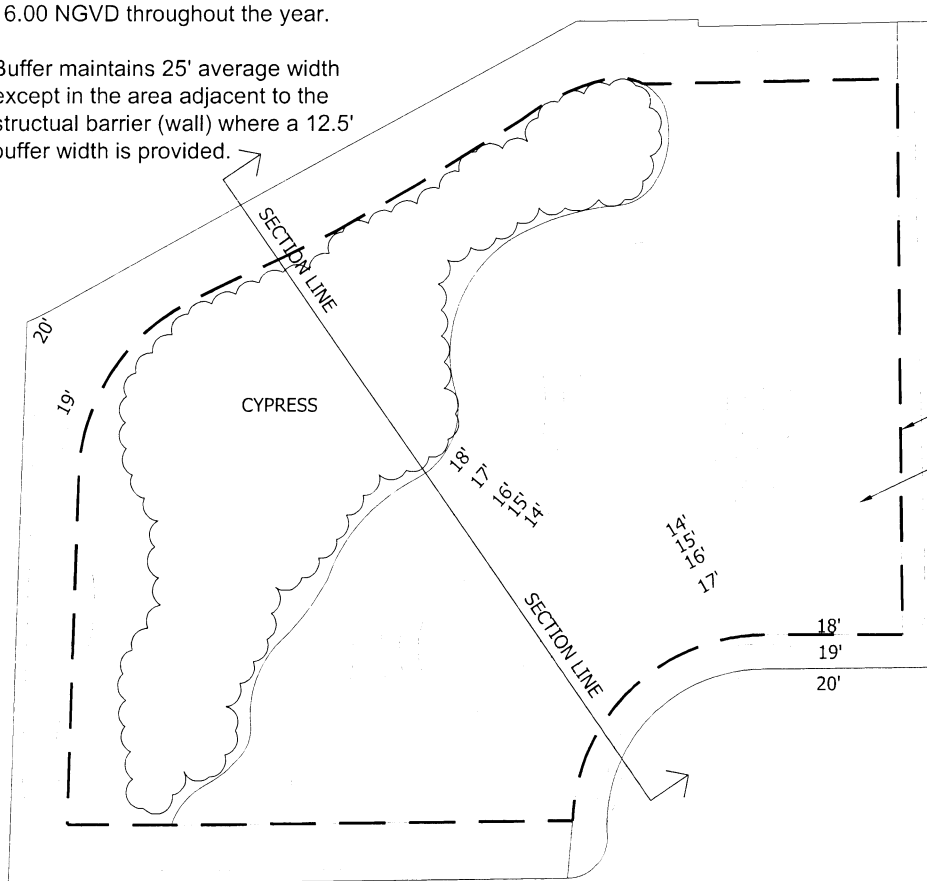 6.00 NGVD throughout the year.
Buffer maintains 25' average width
except in the area adjacent to the
structual barrier (wall) where a 12.5'
buffer width is provided.
SECTION LINE
20'
19'
CYPRESS
18'
17'
16'
15'
14'
14'
15'
16'
17'
SECTION LINE
18'
19'
20'